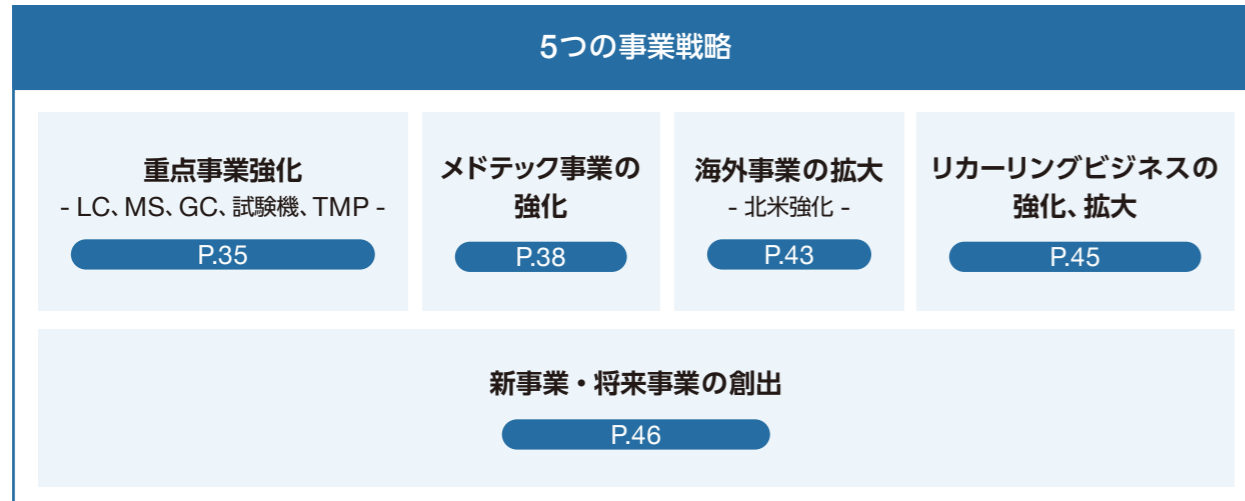 5つの事業戦略
重点事業強化
- LC、MS、GC、試験機、TMP -
P.35
メドテック事業の
強化
P.38
海外事業の拡大
- 北米強化 -
P.43
リカーリングビジネスの
強化、拡大
P.45
新事業・将来事業の創出
P.46